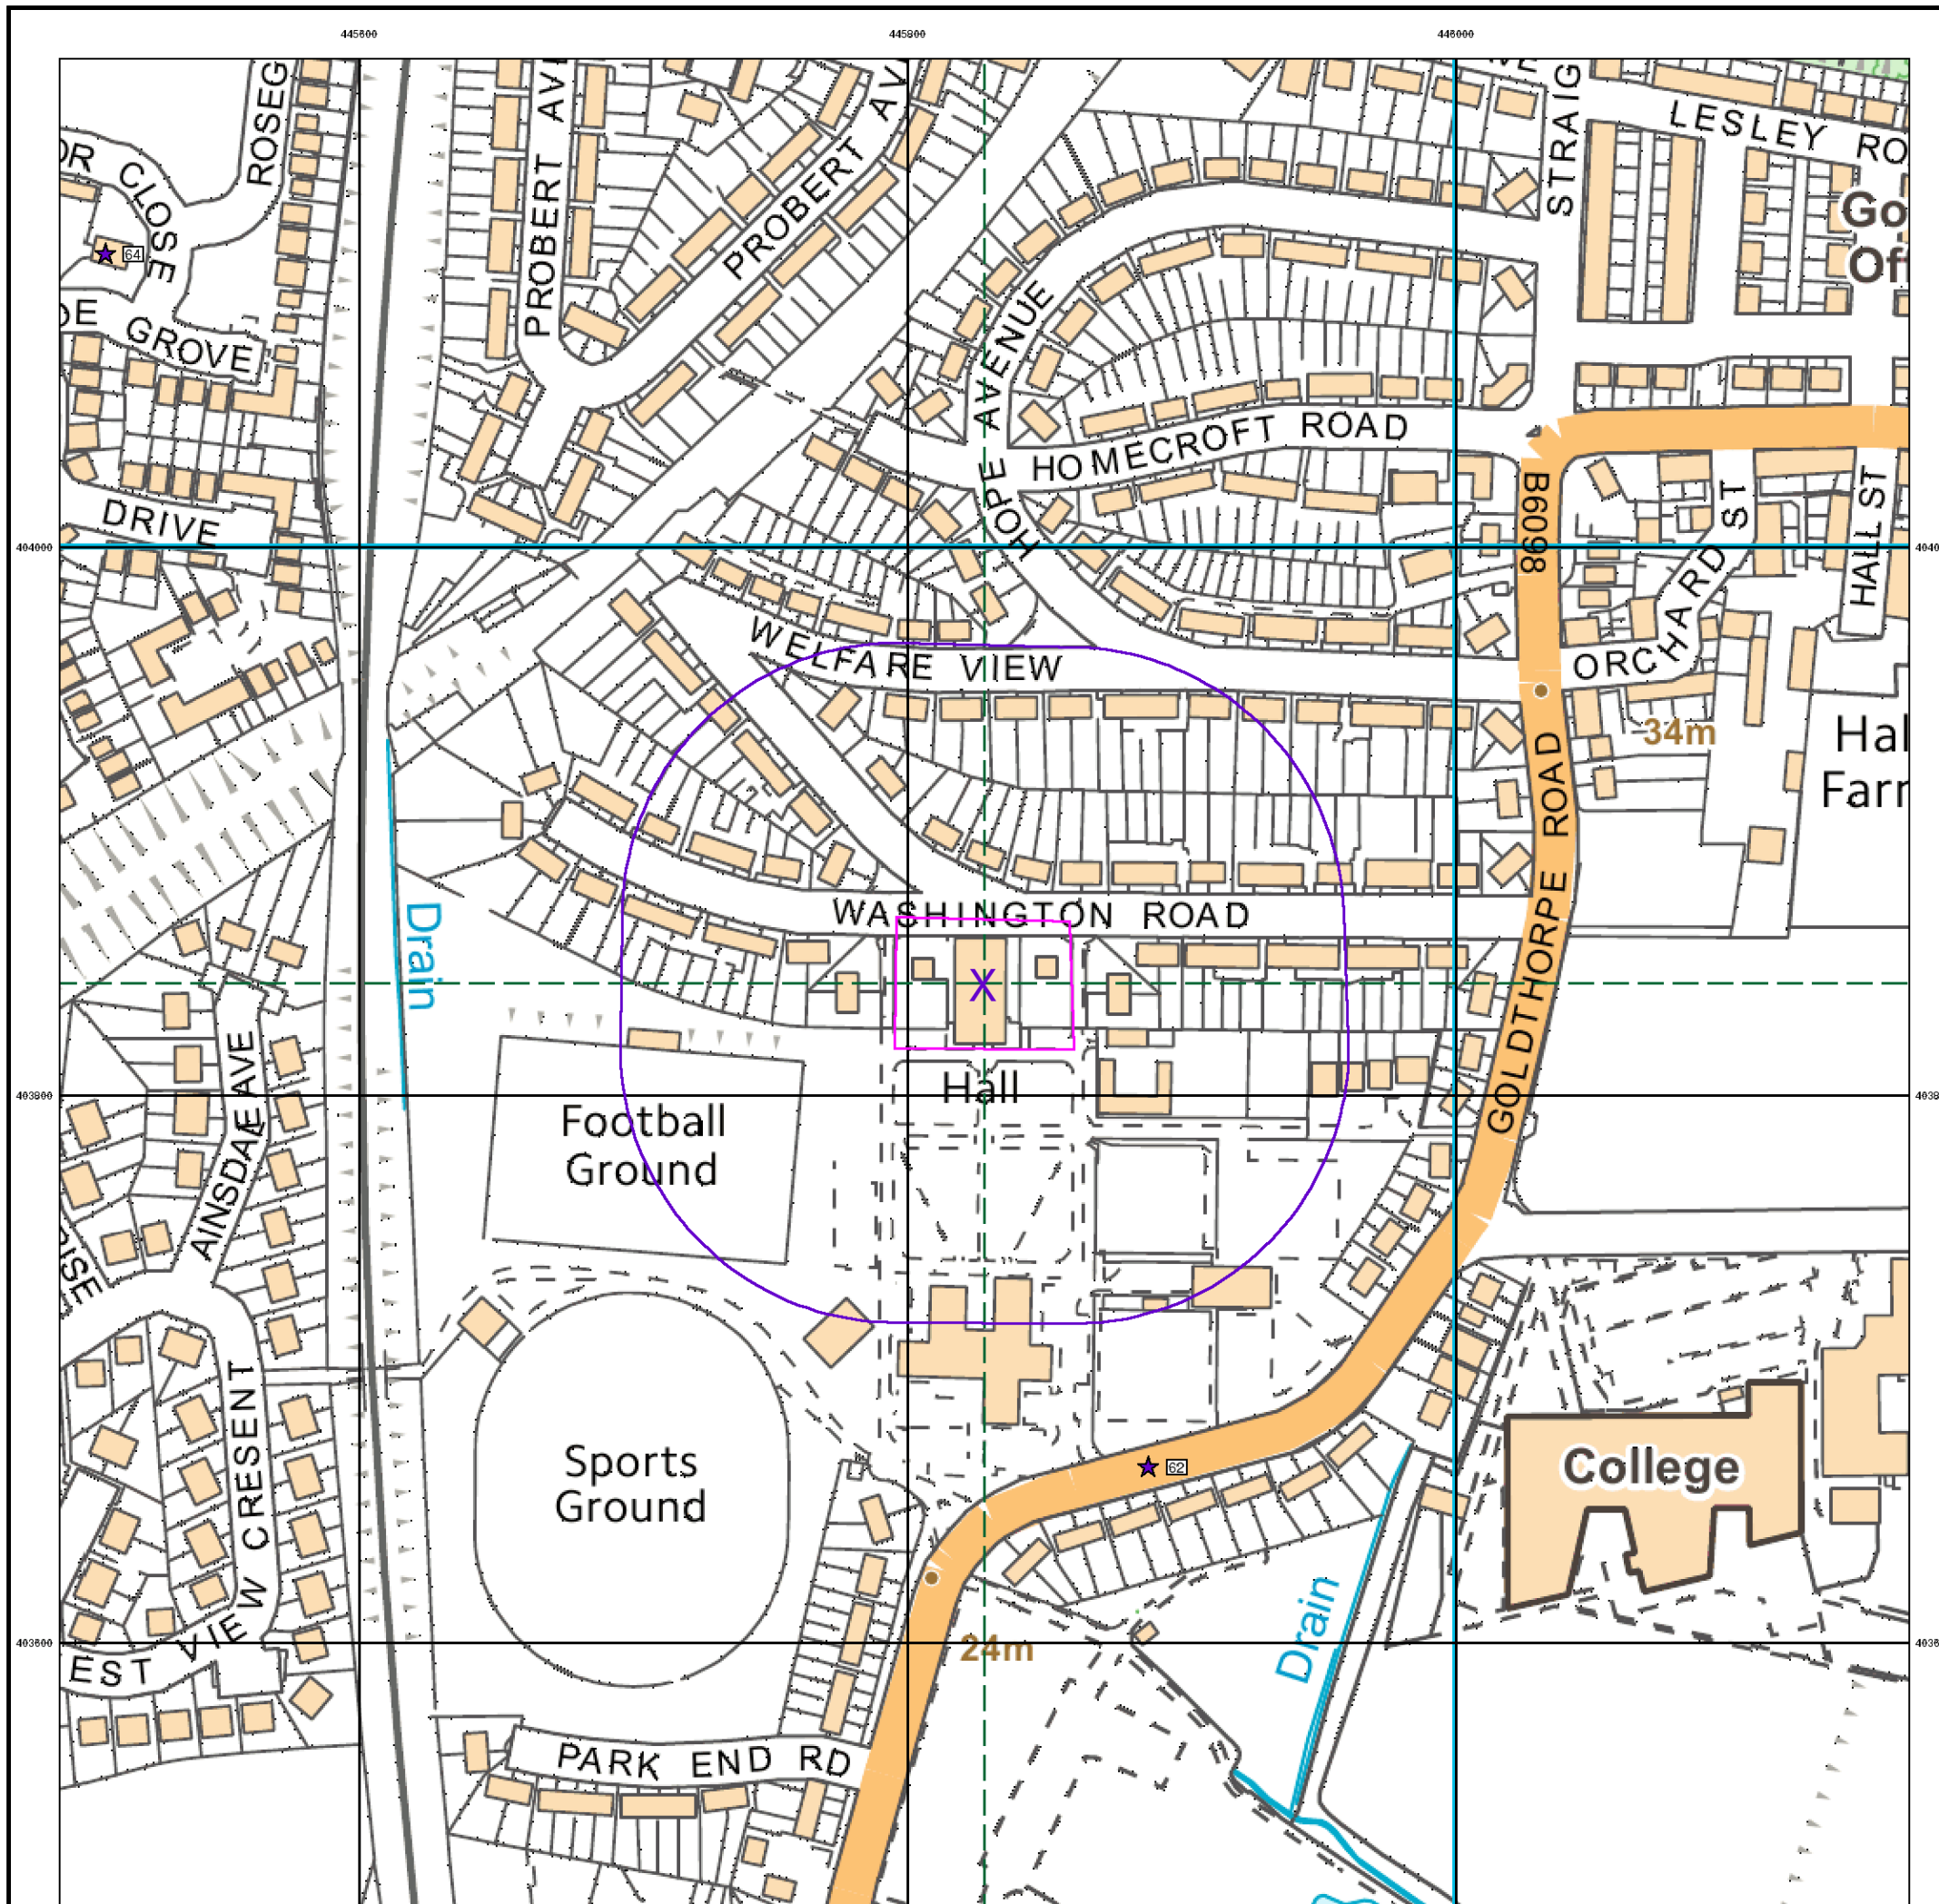 445600
445800
446000
ROSEG
OR CLOSE
PROBERT AV
PROBERT AV
STRAIG
LESLEY RO
Go
Of
64
DE GROVE
HOPE AVENUE
HOMECROFT ROAD
B6098
ORCHARD ST
HALL ST
DRIVE
404000
WELFARE VIEW
ORCHARD ST
34m
Hal
Farr
WASHINGTON ROAD
GOLDTHORPE ROAD
Drain
X
AINSDALE AVE
Hall
403800
Football
Ground
RISE
EST VIEW CRESENT
Sports
Ground
62
College
Drain
24m
403600
PARK END RD